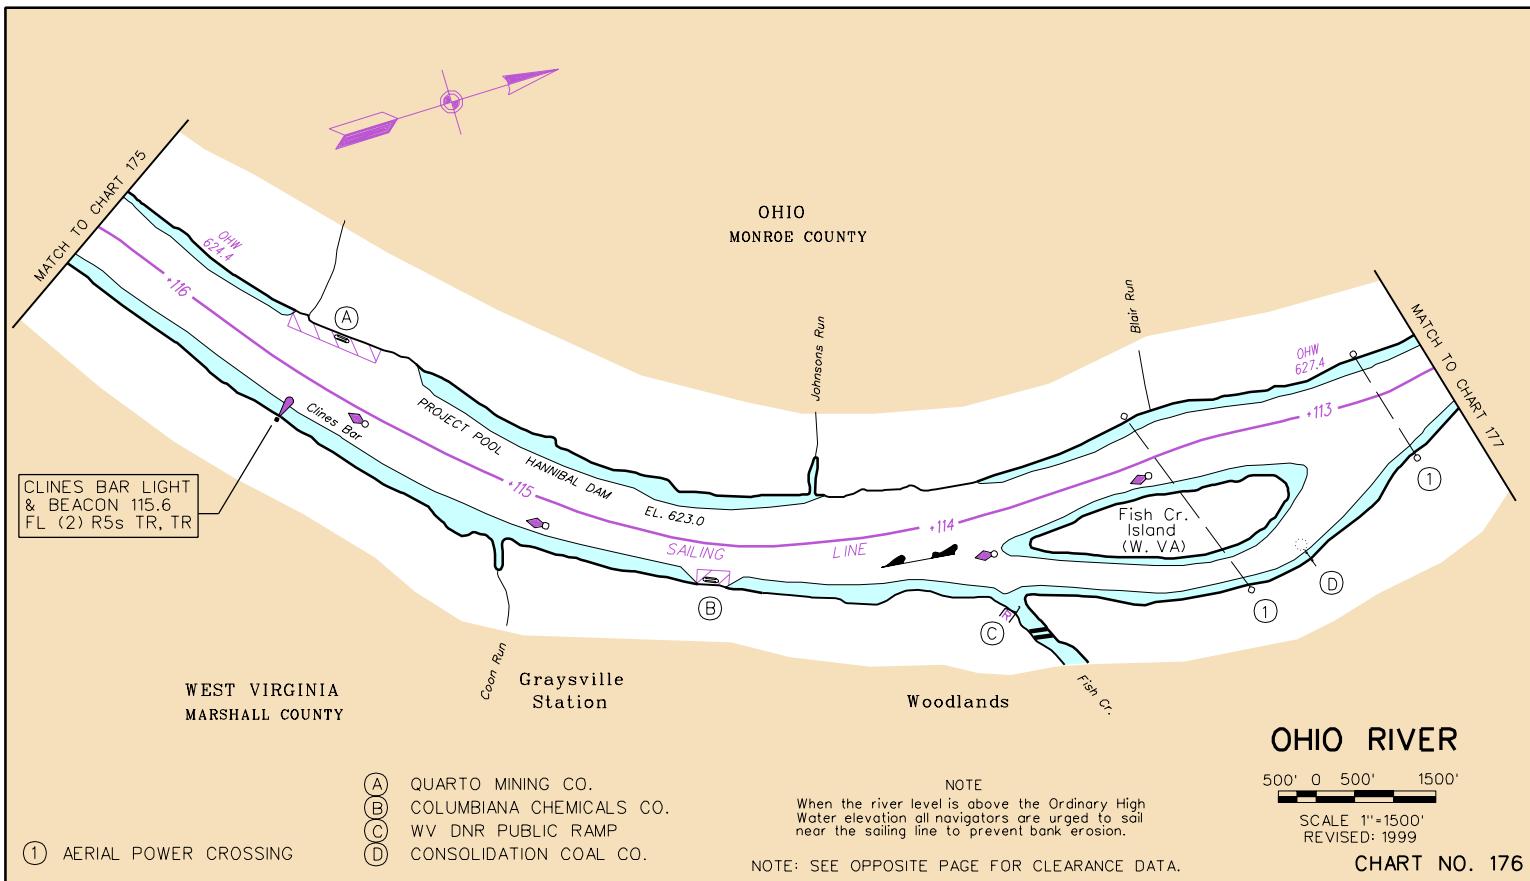 MATCH TO CHART 175
OHW
624.4
+116
A
OHIO
MONROE COUNTY
Johnsons Run
Blair Run
OHW
627.4
MATCH TO CHART 177
+113
1
Clines Bar
PROJECT POOL HANNIBAL DAM EL. 623.0
+115
SAILING LINE
+114
Fish Cr.
Island
(W. VA)
CLINES BAR LIGHT
& BEACON 115.6
FL (2) R5s TR, TR
B
R
C
1
D
Coon Run
Graysville
Station
Fish Cr.
WEST VIRGINIA
MARSHALL COUNTY
Woodlands
OHIO RIVER
500' 0 500' 1500'
SCALE 1"=1500'
REVISED: 1999
CHART NO. 176
A QUARTO MINING CO.
B COLUMBIANA CHEMICALS CO.
C WV DNR PUBLIC RAMP
D CONSOLIDATION COAL CO.
1 AERIAL POWER CROSSING
NOTE
When the river level is above the Ordinary High
Water elevation all navigators are urged to sail
near the sailing line to prevent bank erosion.
NOTE: SEE OPPOSITE PAGE FOR CLEARANCE DATA.